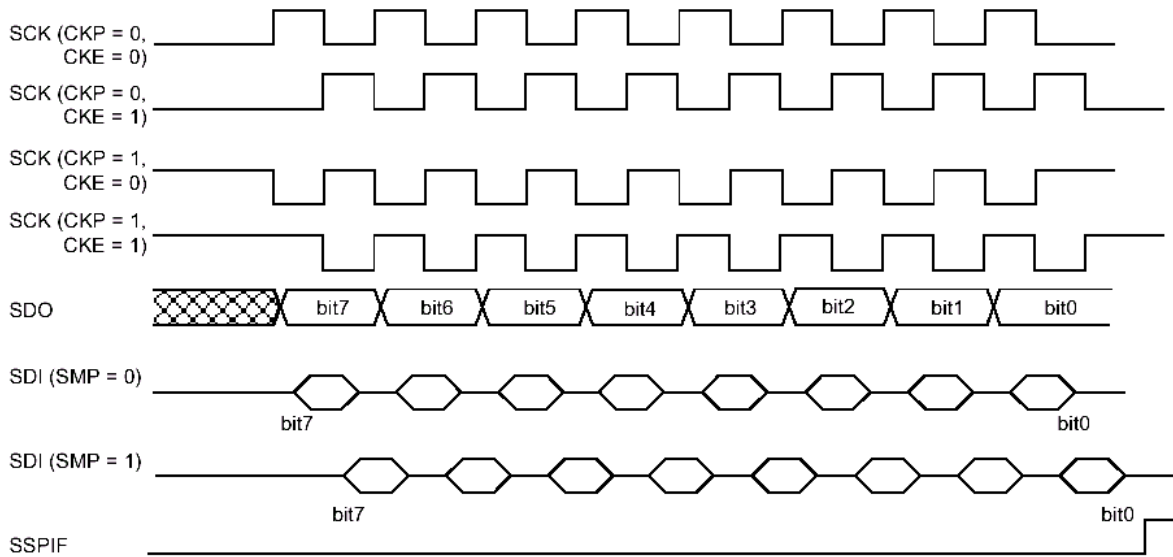 SCK (CKP = 0,
CKE = 0)
SCK (CKP = 0,
CKE = 1)
SCK (CKP = 1,
CKE = 0)
SCK (CKP = 1,
CKE = 1)
SDO
bit7 bit6 bit5 bit4 bit3 bit2 bit1 bit0
SDI (SMP = 0)
bit7 bit0
SDI (SMP = 1)
bit7 bit0
SSPIF